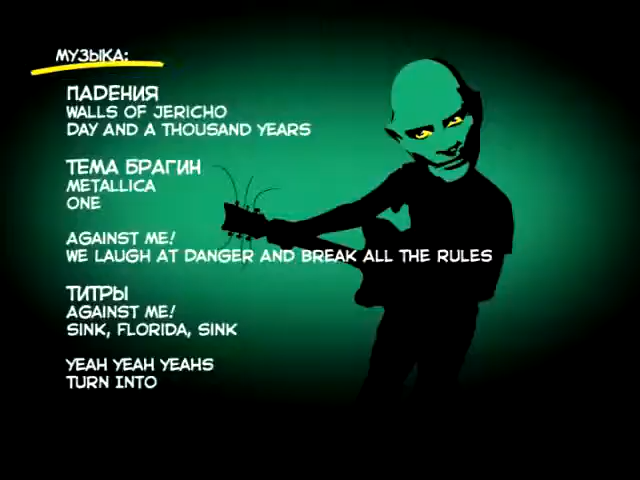 МУЗЫКА:
ПАДЕНИЯ
WALLS OF JERICHO
DAY AND A THOUSAND YEARS
ТЕМА БРАГИН
METALLICA
ONE
AGAINST ME!
WE LAUGH AT DANGER AND BREAK ALL THE RULES
ТИТРЫ
AGAINST ME!
SINK, FLORIDA, SINK
YEAH YEAH YEAHS
TURN INTO